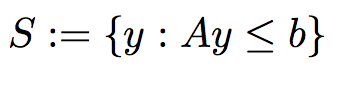 S := {y : Ay ≤ b}